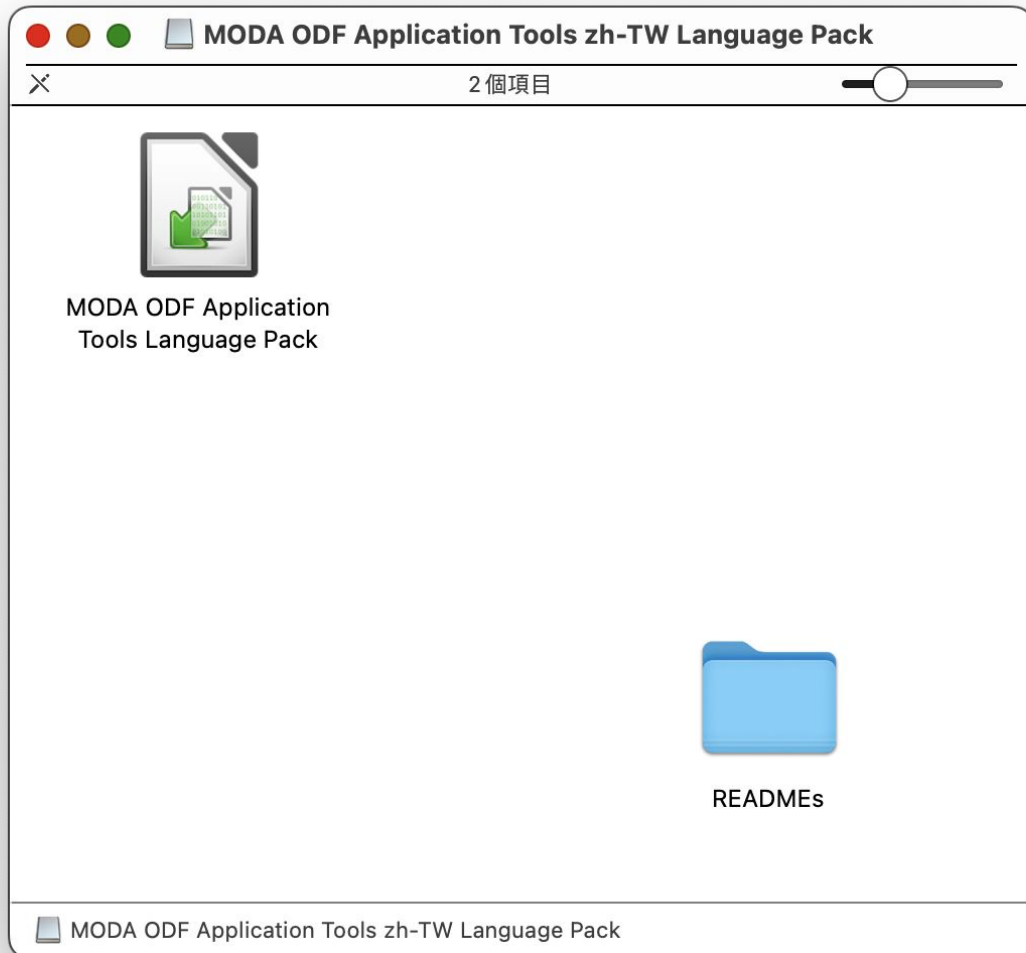 MODA ODF Application Tools zh-TW Language Pack
2個項目
MODA ODF Application
Tools Language Pack
READMEs
MODA ODF Application Tools zh-TW Language Pack